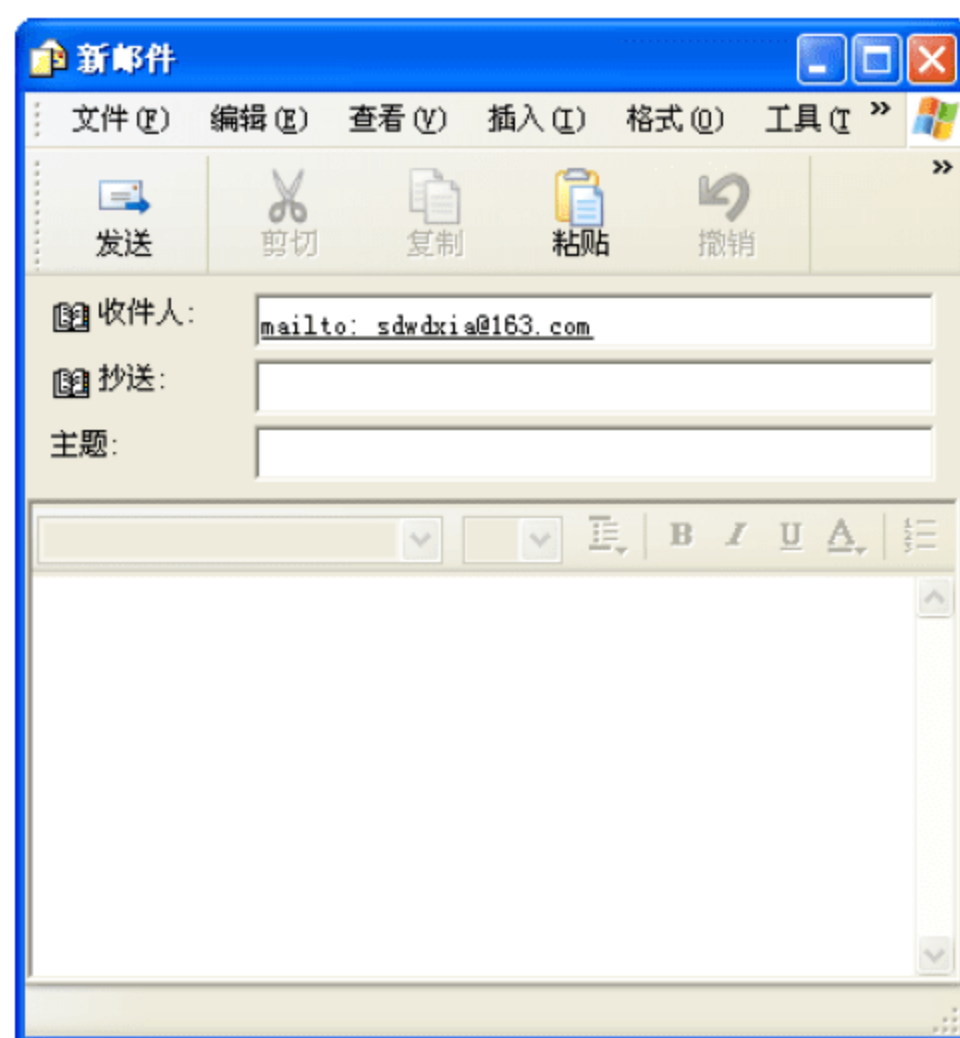 新邮件
文件(F) 编辑(E) 查看(V) 插入(I) 格式(O) 工具(T »
»
发送 剪切 复制 粘贴 撤销
收件人:
mailto: sdwdxia@163.com
抄送:
主题:
B I U A